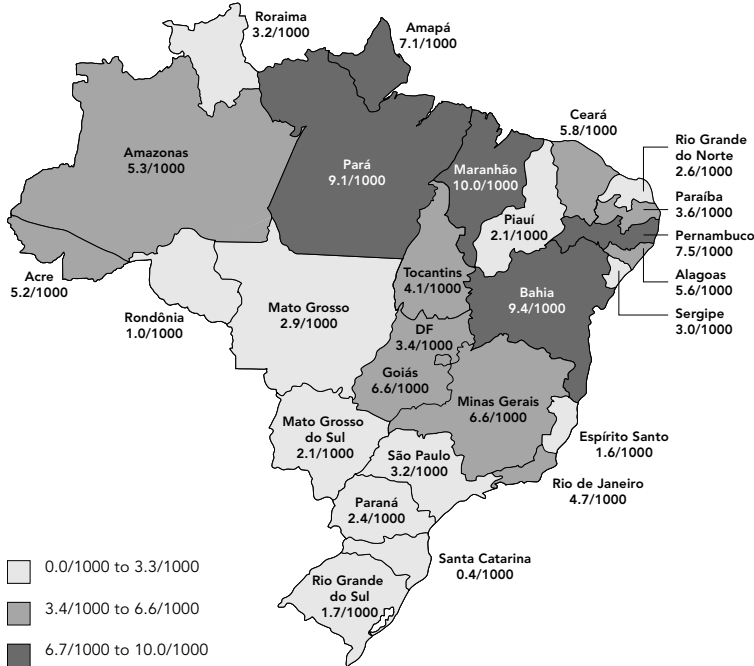 Roraima
3.2/1000
Amapá
7.1/1000
Ceará
5.8/1000
Rio Grande
do Norte
2.6/1000
Amazonas
5.3/1000
Pará
9.1/1000
Maranhão
10.0/1000
Paraíba
3.6/1000
Piauí
2.1/1000
Pernambuco
7.5/1000
Acre
5.2/1000
Tocantins
4.1/1000
Alagoas
5.6/1000
Bahia
9.4/1000
Rondônia
1.0/1000
Mato Grosso
2.9/1000
Sergipe
3.0/1000
DF
3.4/1000
Goiás
6.6/1000
Minas Gerais
6.6/1000
Mato Grosso
do Sul
2.1/1000
São Paulo
3.2/1000
Espírito Santo
1.6/1000
Rio de Janeiro
4.7/1000
Paraná
2.4/1000
Santa Catarina
0.4/1000
Rio Grande
do Sul
1.7/1000
0.0/1000 to 3.3/1000
3.4/1000 to 6.6/1000
6.7/1000 to 10.0/1000